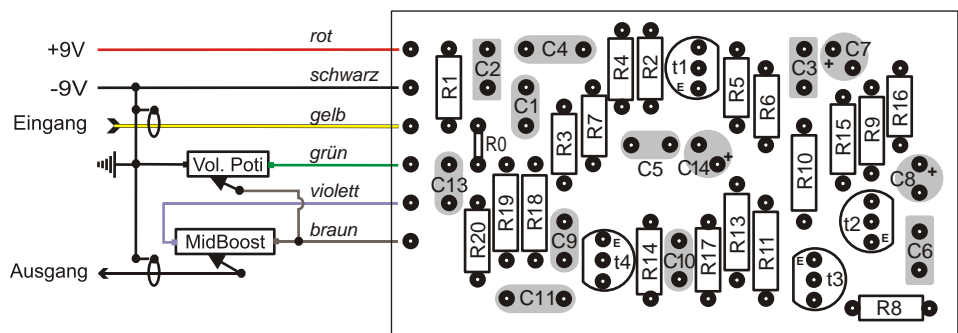 +9V
rot
-9V
schwarz
Eingang
gelb
Vol. Poti
grün
violett
MidBoost
braun
Ausgang
R1
C2
C4
C1
R0
C13
R20
R19
R18
C9
C11
R3
R7
R4
R2
t1
E
C5
C14
+
R5
R6
C3
C7
+
R10
R15
R9
R16
C8
+
t2
E
C6
t3
E
R8
t4
E
R14
C10
R17
R13
R11